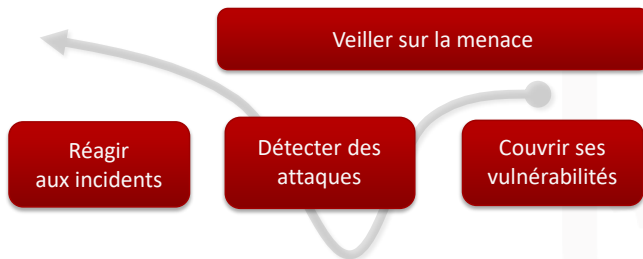 Veiller sur la menace
Réagir
aux incidents
Détecter des
attaques
Couvrir ses
vulnérabilités